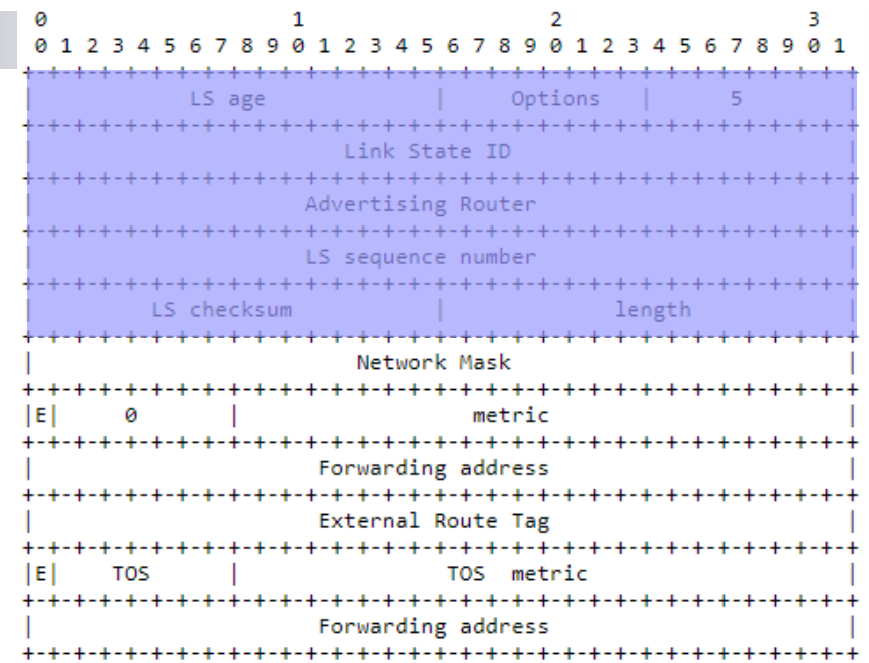 0                   1                   2                   3
0 1 2 3 4 5 6 7 8 9 0 1 2 3 4 5 6 7 8 9 0 1 2 3 4 5 6 7 8 9 0 1
+-+-+-+-+-+-+-+-+-+-+-+-+-+-+-+-+-+-+-+-+-+-+-+-+-+-+-+-+-+-+-+-+
|            LS age             |     Options   |      5        |
+-+-+-+-+-+-+-+-+-+-+-+-+-+-+-+-+-+-+-+-+-+-+-+-+-+-+-+-+-+-+-+-+
|                        Link State ID                          |
+-+-+-+-+-+-+-+-+-+-+-+-+-+-+-+-+-+-+-+-+-+-+-+-+-+-+-+-+-+-+-+-+
|                     Advertising Router                        |
+-+-+-+-+-+-+-+-+-+-+-+-+-+-+-+-+-+-+-+-+-+-+-+-+-+-+-+-+-+-+-+-+
|                     LS sequence number                        |
+-+-+-+-+-+-+-+-+-+-+-+-+-+-+-+-+-+-+-+-+-+-+-+-+-+-+-+-+-+-+-+-+
|         LS checksum           |             length            |
+-+-+-+-+-+-+-+-+-+-+-+-+-+-+-+-+-+-+-+-+-+-+-+-+-+-+-+-+-+-+-+-+
|                         Network Mask                          |
+-+-+-+-+-+-+-+-+-+-+-+-+-+-+-+-+-+-+-+-+-+-+-+-+-+-+-+-+-+-+-+-+
|E|     0       |                  metric                       |
+-+-+-+-+-+-+-+-+-+-+-+-+-+-+-+-+-+-+-+-+-+-+-+-+-+-+-+-+-+-+-+-+
|                      Forwarding address                       |
+-+-+-+-+-+-+-+-+-+-+-+-+-+-+-+-+-+-+-+-+-+-+-+-+-+-+-+-+-+-+-+-+
|                      External Route Tag                       |
+-+-+-+-+-+-+-+-+-+-+-+-+-+-+-+-+-+-+-+-+-+-+-+-+-+-+-+-+-+-+-+-+
|E|    TOS      |                TOS  metric                    |
+-+-+-+-+-+-+-+-+-+-+-+-+-+-+-+-+-+-+-+-+-+-+-+-+-+-+-+-+-+-+-+-+
|                      Forwarding address                       |
+-+-+-+-+-+-+-+-+-+-+-+-+-+-+-+-+-+-+-+-+-+-+-+-+-+-+-+-+-+-+-+-+